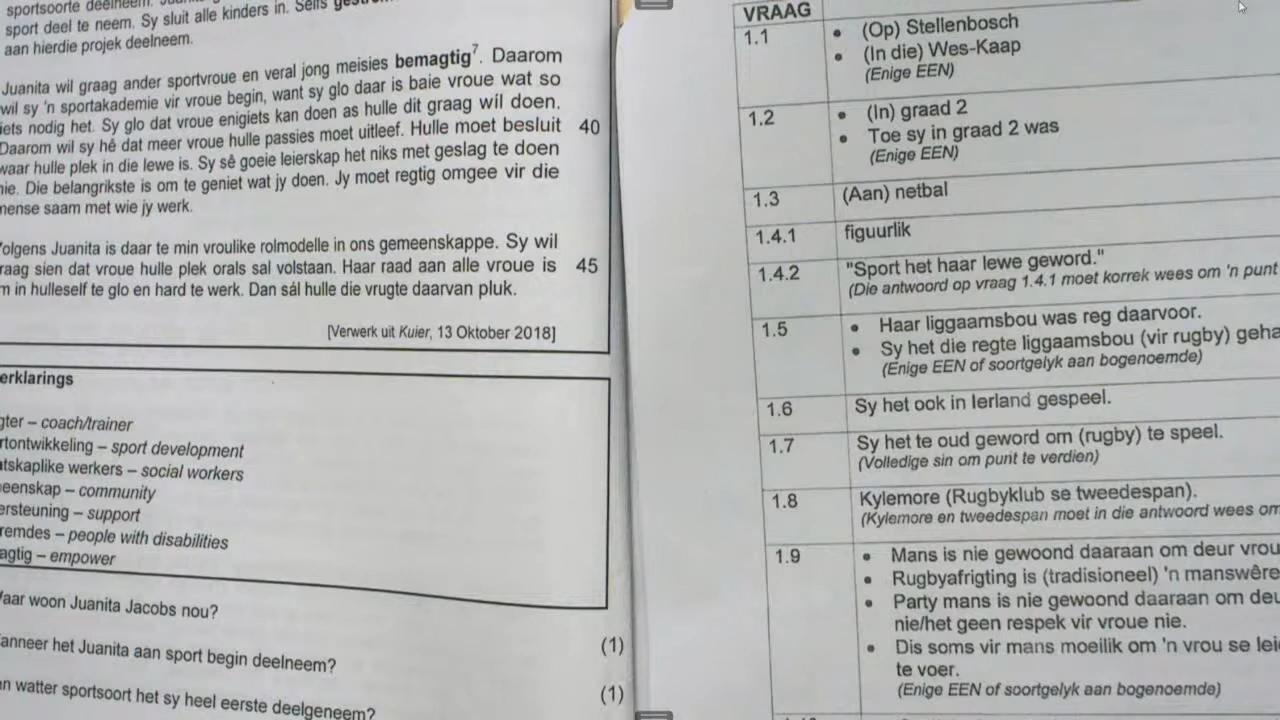 sportsoorte deelneem.
sport deel te neem. Sy sluit alle kinders in. Selfs
aan hierdie projek deelneem.
Juanita wil graag ander sportvroue en veral jong meisies bemagtig7. Daarom
wil sy 'n sportakademie vir vroue begin, want sy glo daar is baie vroue wat so
iets nodig het. Sy glo dat vroue enigiets kan doen as hulle dit graag wil doen.
Daarom wil sy hê dat meer vroue hulle passies moet uitleef. Hulle moet besluit 40
waar hulle plek in die lewe is. Sy sê goeie leierskap het niks met geslag te doen
nie. Die belangrikste is om te geniet wat jy doen. Jy moet regtig omgee vir die
mense saam met wie jy werk.
olgens Juanita is daar te min vroulike rolmodelle in ons gemeenskappe. Sy wil
raag sien dat vroue hulle plek orals sal volstaan. Haar raad aan alle vroue is 45
m in hulleself te glo en hard te werk. Dan sál hulle die vrugte daarvan pluk.
[Verwerk uit Kuier, 13 Oktober 2018]
erklarings
gter – coach/trainer
rtontwikkeling – sport development
atskaplike werkers – social workers
eenskap – community
ersteuning – support
remdes – people with disabilities
agtig – empower
aar woon Juanita Jacobs nou? (1)
anneer het Juanita aan sport begin deelneem? (1)
n watter sportsoort het sy heel eerste deelgeneem?
VRAAG
1.1 • (Op) Stellenbosch
• (In die) Wes-Kaap
(Enige EEN)
1.2 • (In) graad 2
• Toe sy in graad 2 was
(Enige EEN)
1.3 (Aan) netbal
1.4.1 figuurlik
1.4.2 "Sport het haar lewe geword."
(Die antwoord op vraag 1.4.1 moet korrek wees om 'n punt
1.5 • Haar liggaamsbou was reg daarvoor.
• Sy het die regte liggaamsbou (vir rugby) geha
(Enige EEN of soortgelyk aan bogenoemde)
1.6 Sy het ook in Ierland gespeel.
1.7 Sy het te oud geword om (rugby) te speel.
(Volledige sin om punt te verdien)
1.8 Kylemore (Rugbyklub se tweedespan).
(Kylemore en tweedespan moet in die antwoord wees om
1.9 • Mans is nie gewoond daaraan om deur vrou
• Rugbyafrigting is (tradisioneel) 'n manswêre
• Party mans is nie gewoond daaraan om deu
nie/het geen respek vir vroue nie.
• Dis soms vir mans moeilik om 'n vrou se lei
te voer.
(Enige EEN of soortgelyk aan bogenoemde)